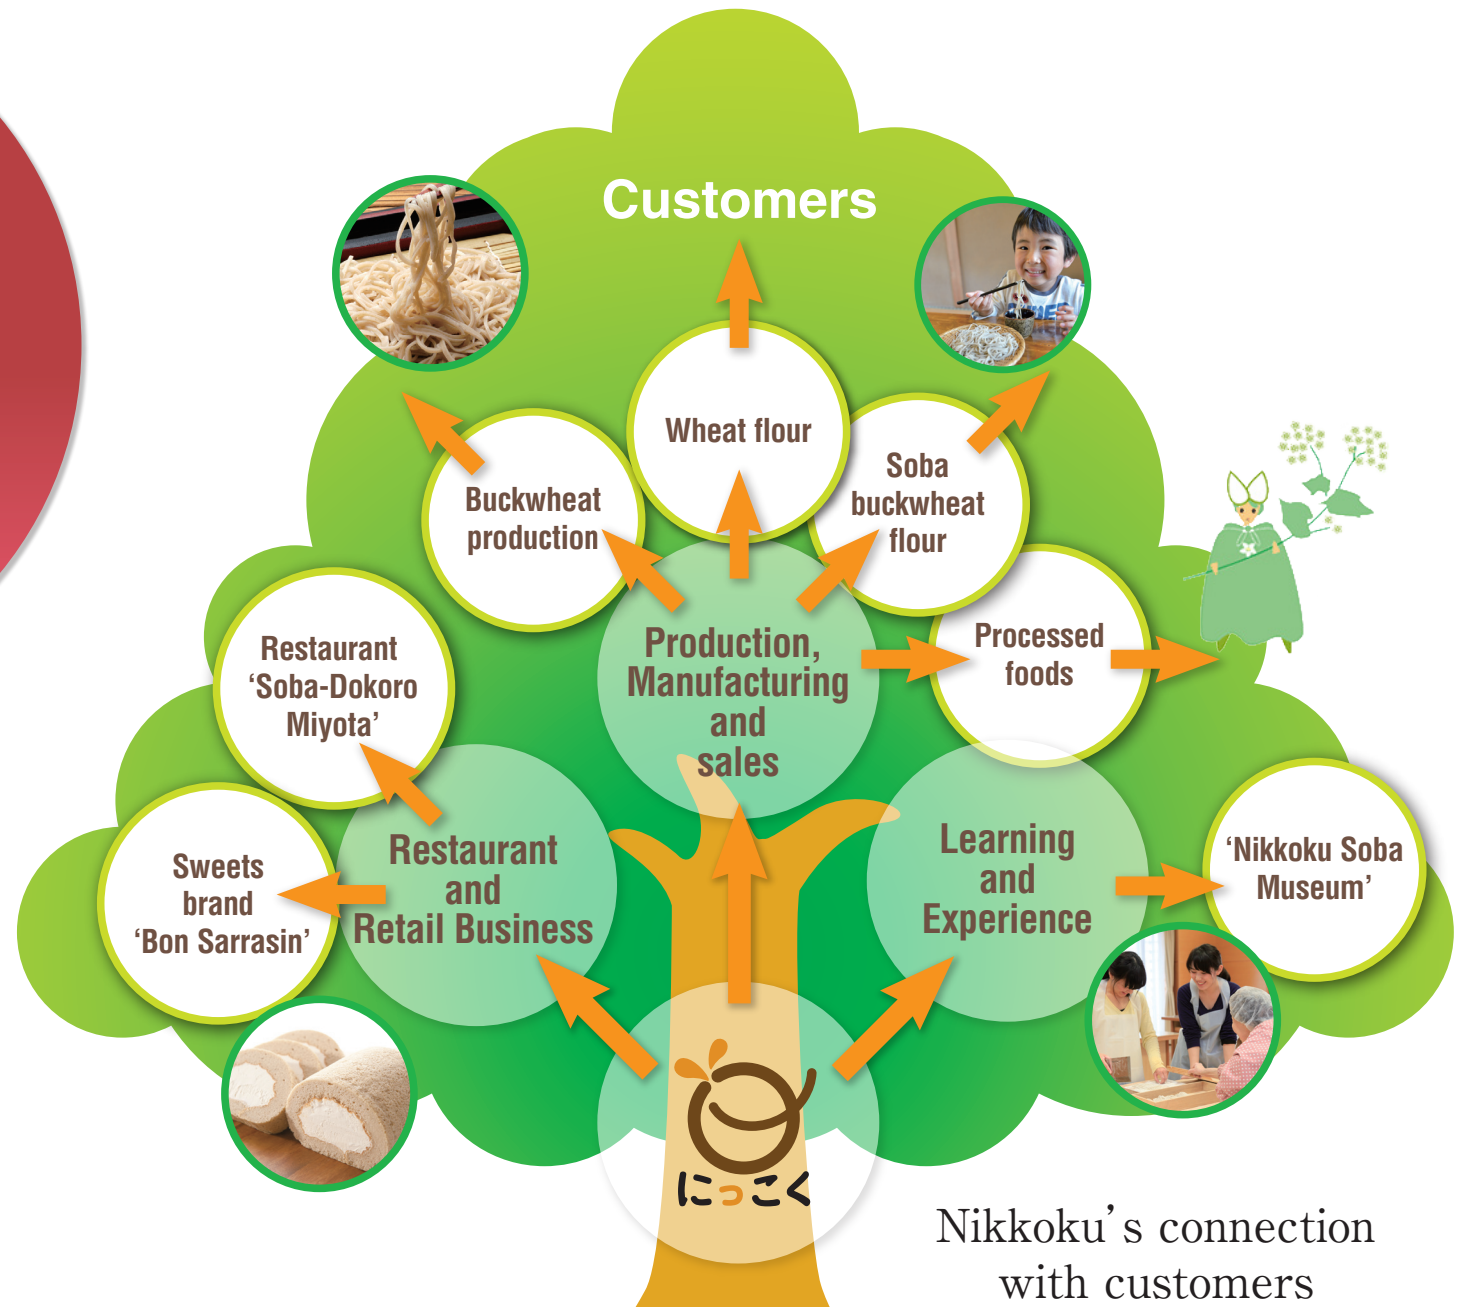 Customers
Wheat flour
Buckwheat
production
Soba
buckwheat
flour
Processed
foods
Production,
Manufacturing
and
sales
Restaurant
‘Soba-Dokoro
Miyota’
Sweets
brand
‘Bon Sarrasin’
Restaurant
and
Retail Business
Learning
and
Experience
‘Nikkoku Soba
Museum’
にっこく
Nikkoku’s connection
with customers